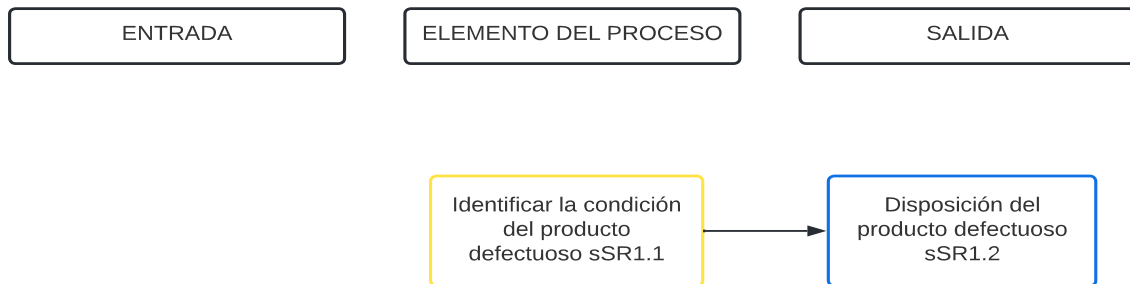 ENTRADA
ELEMENTO DEL PROCESO
SALIDA
Identificar la condición
del producto
defectuoso sSR1.1
Disposición del
producto defectuoso
sSR1.2